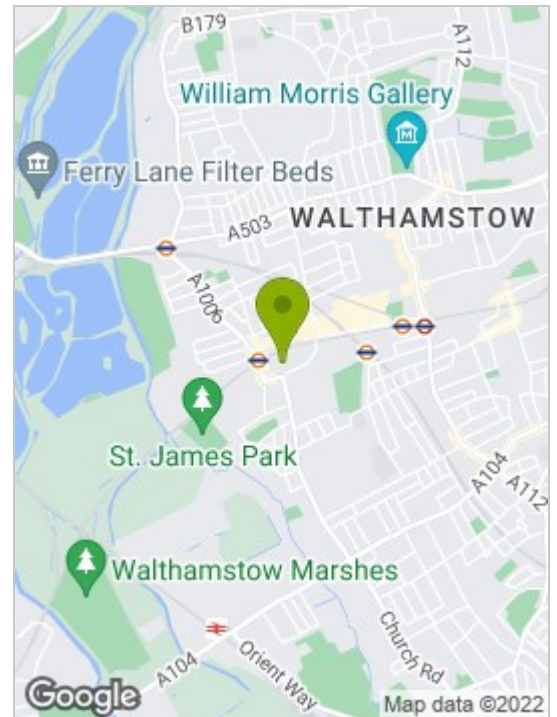 B179
A112
William Morris Gallery
Ferry Lane Filter Beds
A503
WALTHAMSTOW
A1006
St. James Park
A104
A112
Walthamstow Marshes
Church Rd
A104
Orient Way
Google
Map data ©2022